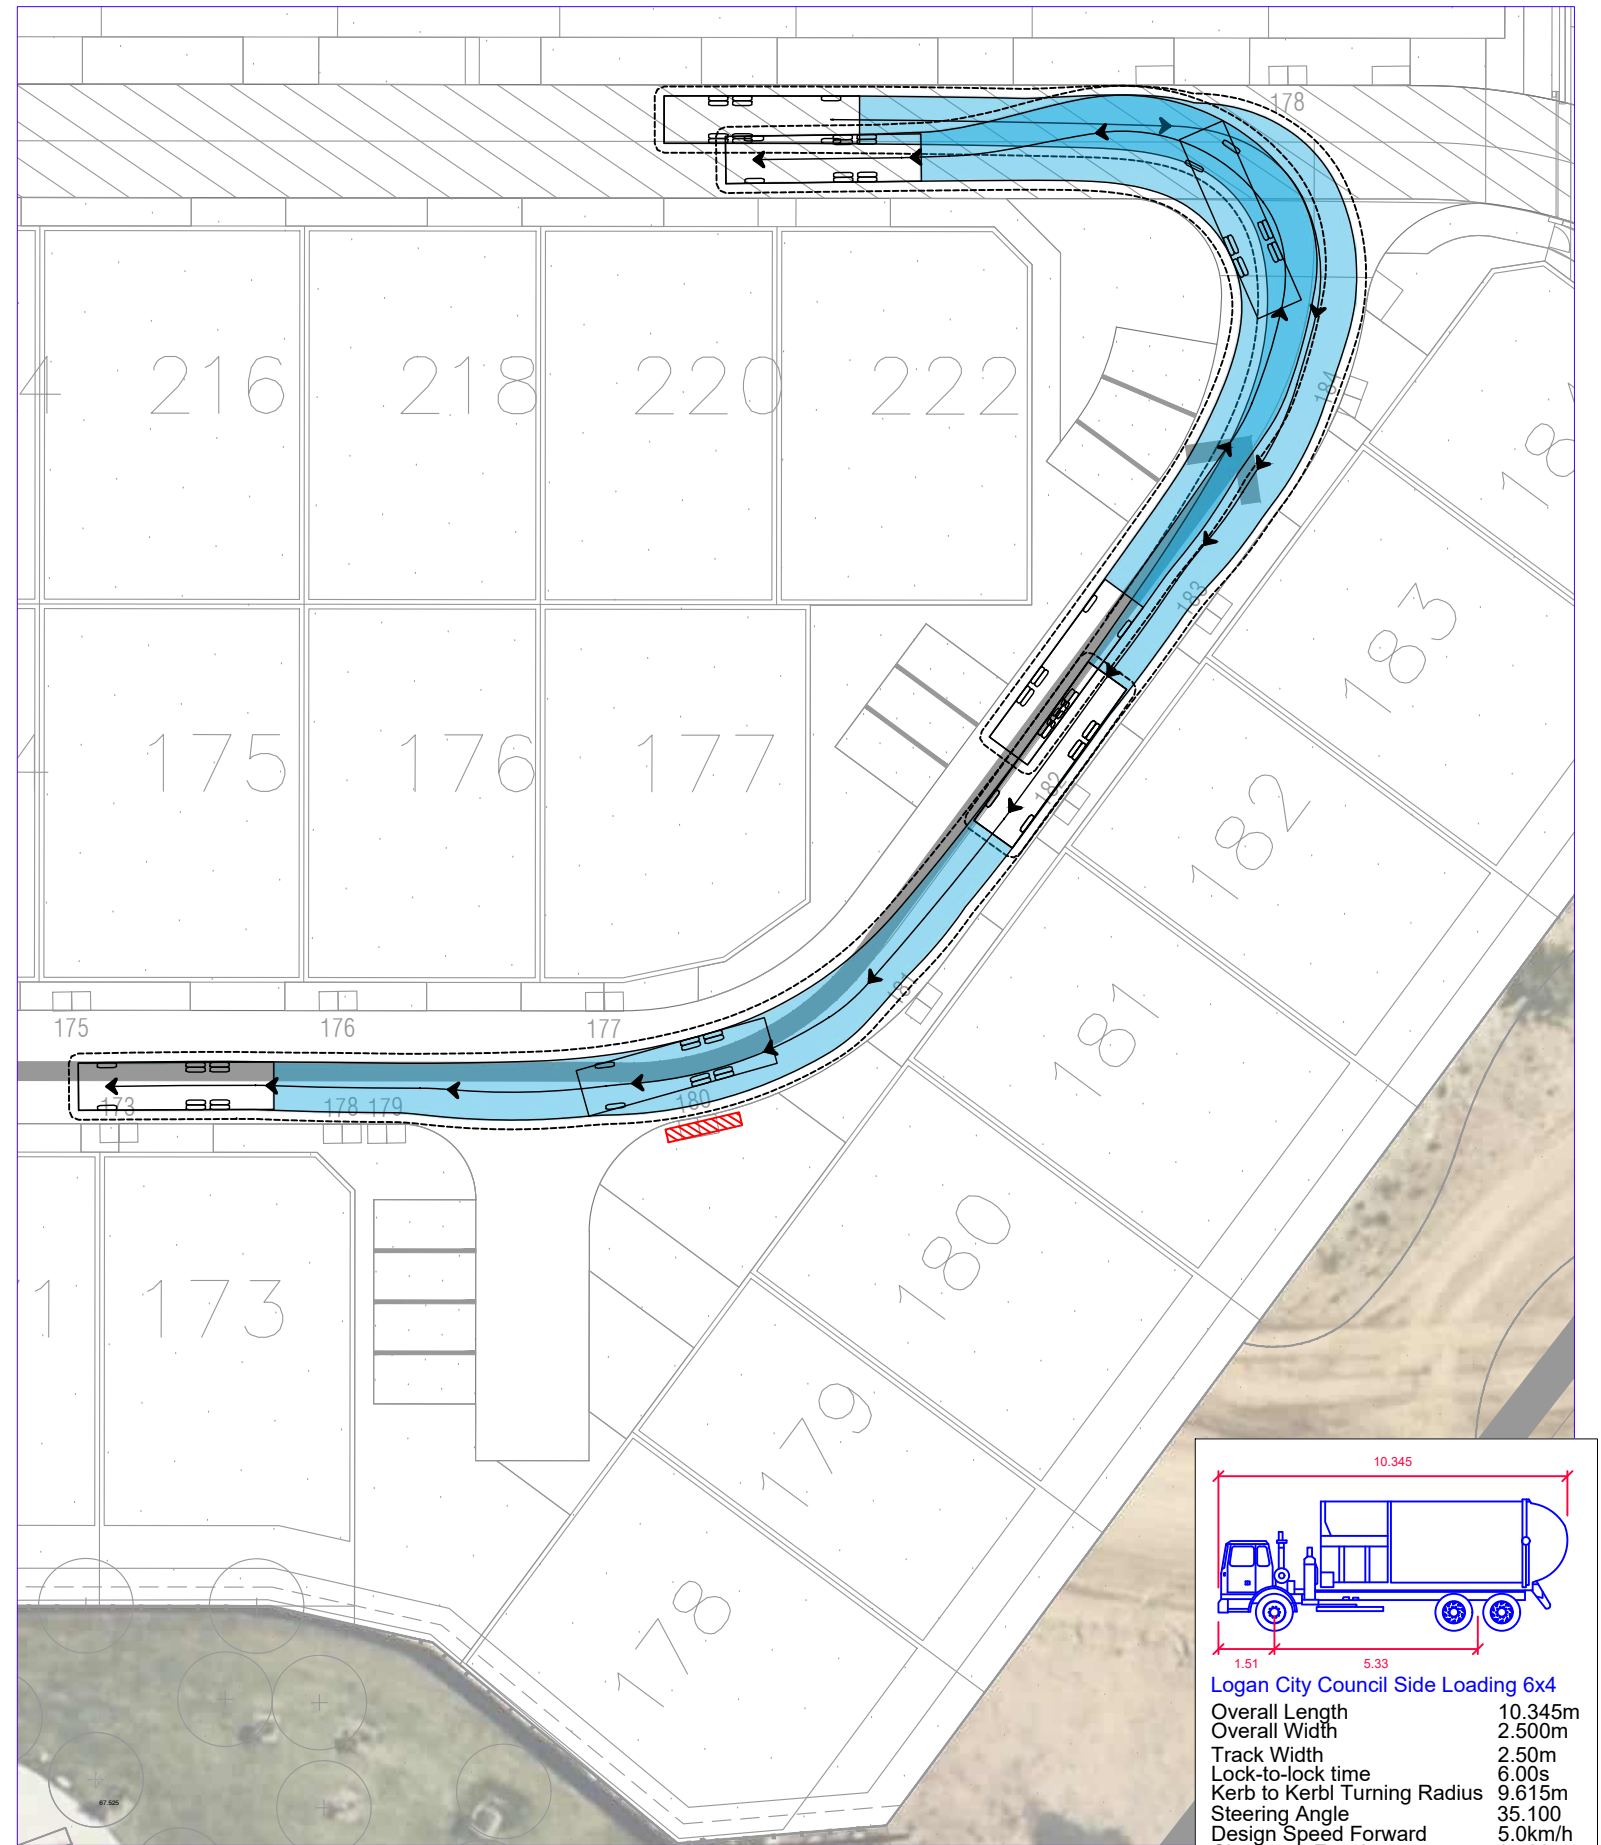 178
216 218 220 222
184
183
183
175 176 177
182
182
181
181
175 176 177
173 178 179 180
180
173
179
178
67.525
10.345
1.51 5.33
Logan City Council Side Loading 6x4
Overall Length 10.345m
Overall Width 2.500m
Track Width 2.50m
Lock-to-lock time 6.00s
Kerb to Kerbl Turning Radius 9.615m
Steering Angle 35.100
Design Speed Forward 5.0km/h